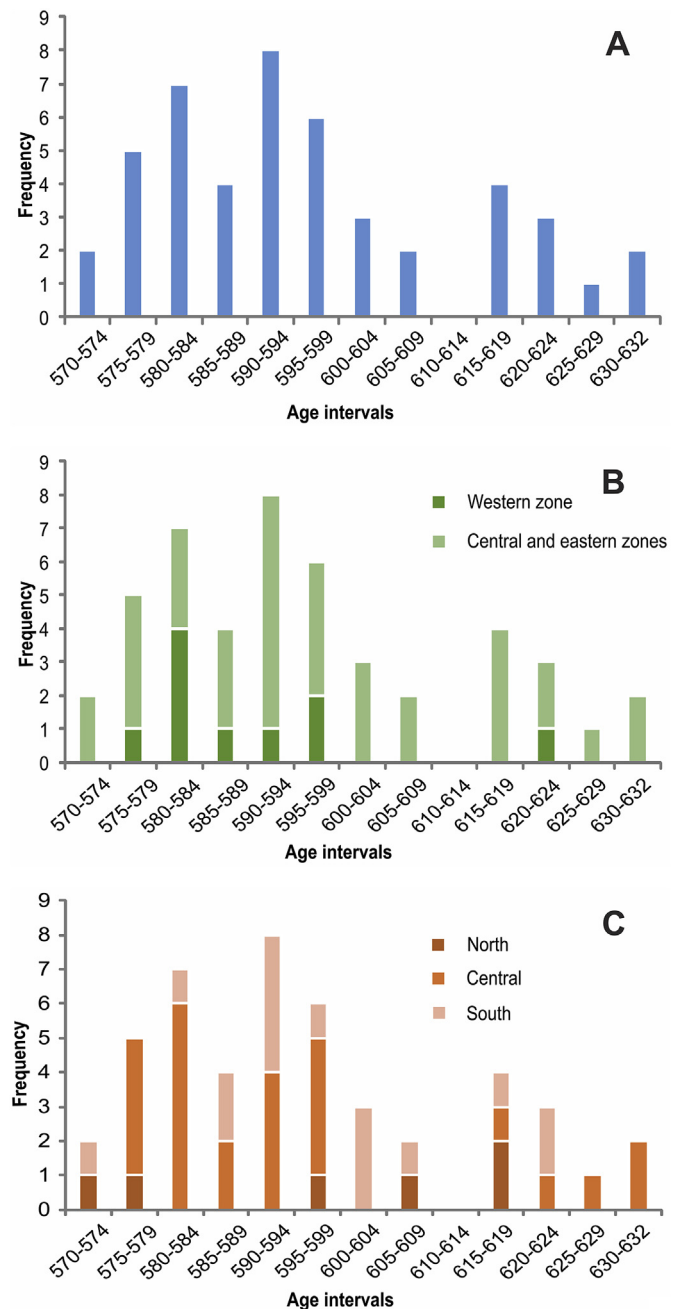 A
9
8
7
6
5
4
3
2
1
0
Frequency
570-574 575-579 580-584 585-589 590-594 595-599 600-604 605-609 610-614 615-619 620-624 625-629 630-632
Age intervals
B
Western zone
Central and eastern zones
9
8
7
6
5
4
3
2
1
0
Frequency
570-574 575-579 580-584 585-589 590-594 595-599 600-604 605-609 610-614 615-619 620-624 625-629 630-632
Age intervals
C
North
Central
South
9
8
7
6
5
4
3
2
1
0
Frequency
570-574 575-579 580-584 585-589 590-594 595-599 600-604 605-609 610-614 615-619 620-624 625-629 630-632
Age intervals